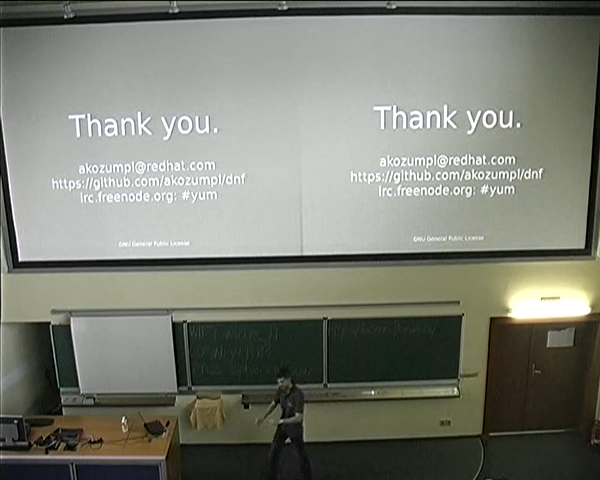 Thank you.
akozumpl@redhat.com
https://github.com/akozumpl/dnf
irc.freenode.org: #yum
GNU General Public License
Thank you.
akozumpl@redhat.com
https://github.com/akozumpl/dnf
irc.freenode.org: #yum
GNU General Public License